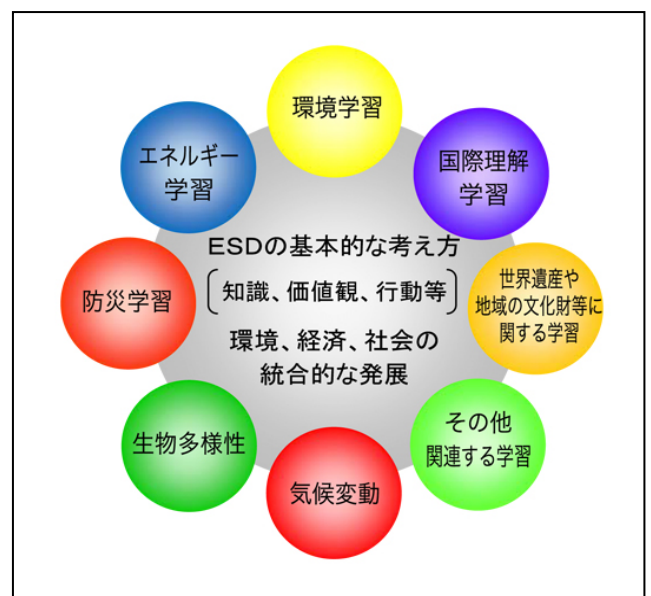 環境学習
国際理解
学習
世界遺産や
地域の文化財等に
関する学習
その他
関連する学習
気候変動
生物多様性
防災学習
エネルギー
学習
ESDの基本的な考え方
〔知識、価値観、行動等〕
環境、経済、社会の
統合的な発展